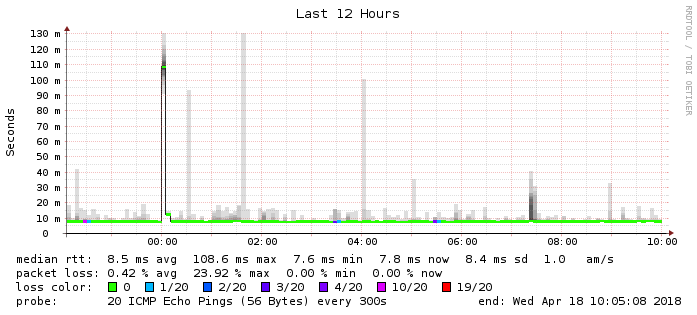 Last 12 Hours
RRDTOOL / TOBI OETIKER
Seconds
130 m
120 m
110 m
100 m
90 m
80 m
70 m
60 m
50 m
40 m
30 m
20 m
10 m
0
00:00 02:00 04:00 06:00 08:00 10:00
median rtt: 8.5 ms avg 108.6 ms max 7.6 ms min 7.8 ms now 8.4 ms sd 1.0 am/s
packet loss: 0.42 % avg 23.92 % max 0.00 % min 0.00 % now
loss color: 0 1/20 2/20 3/20 4/20 10/20 19/20
probe: 20 ICMP Echo Pings (56 Bytes) every 300s end: Wed Apr 18 10:05:08 2018